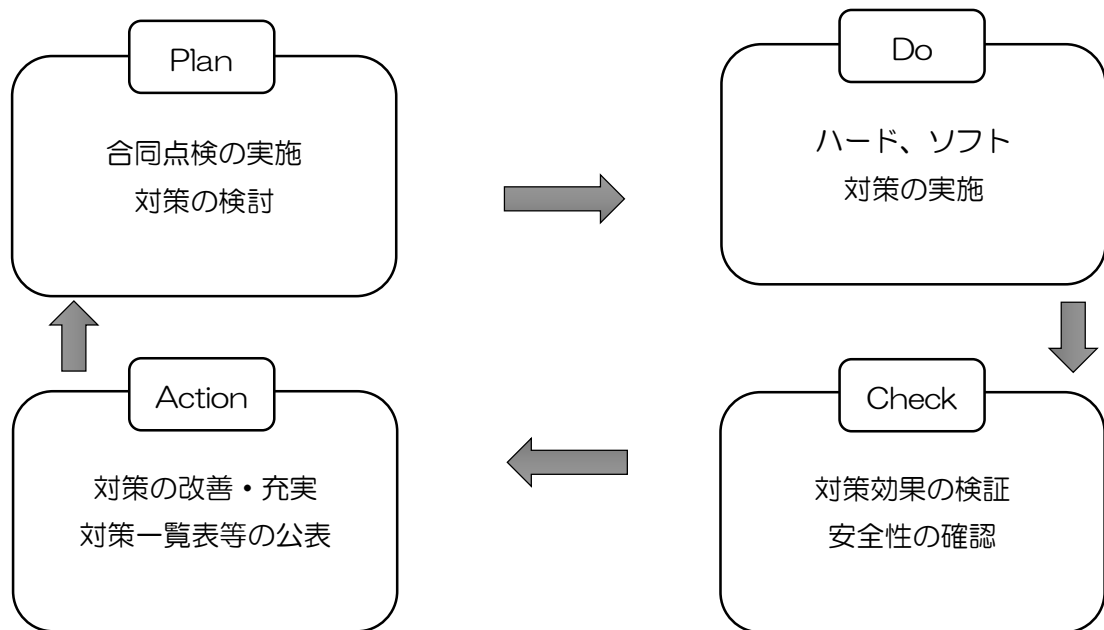 Plan
合同点検の実施
対策の検討
Do
ハード、ソフト
対策の実施
Check
対策効果の検証
安全性の確認
Action
対策の改善・充実
対策一覧表等の公表